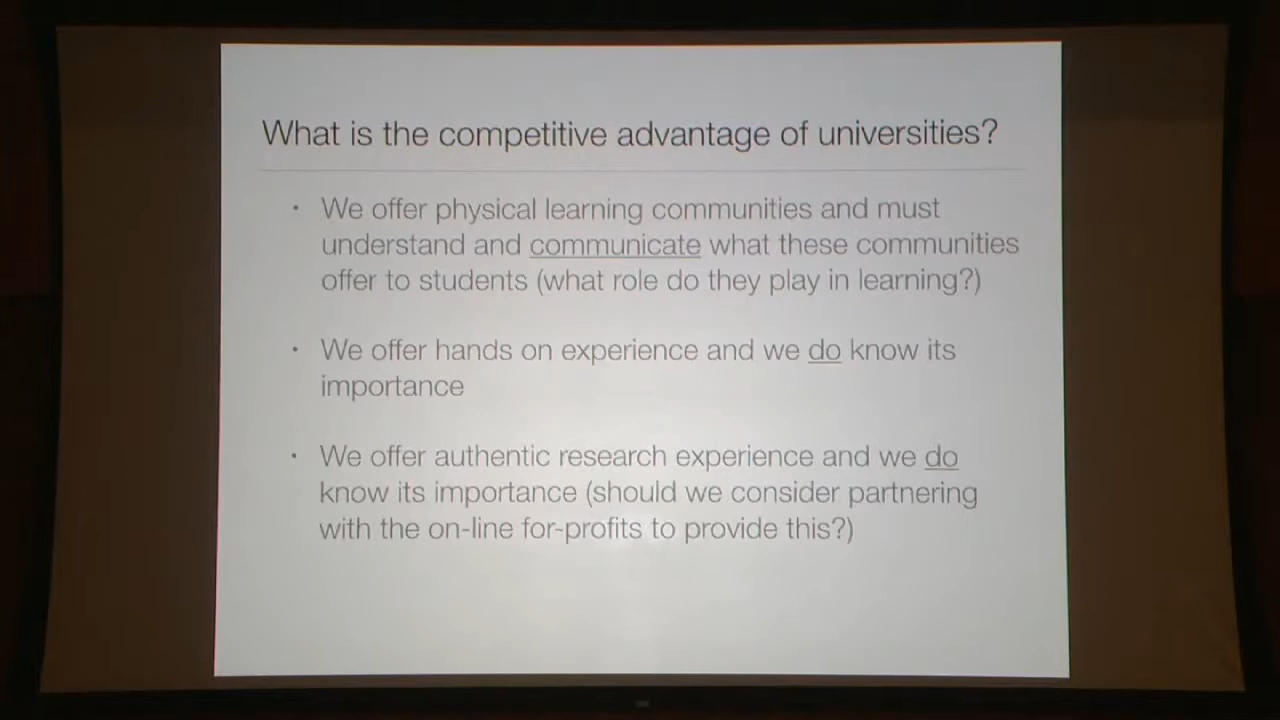 What is the competitive advantage of universities?
• We offer physical learning communities and must
understand and communicate what these communities
offer to students (what role do they play in learning?)
• We offer hands on experience and we do know its
importance
• We offer authentic research experience and we do
know its importance (should we consider partnering
with the on-line for-profits to provide this?)